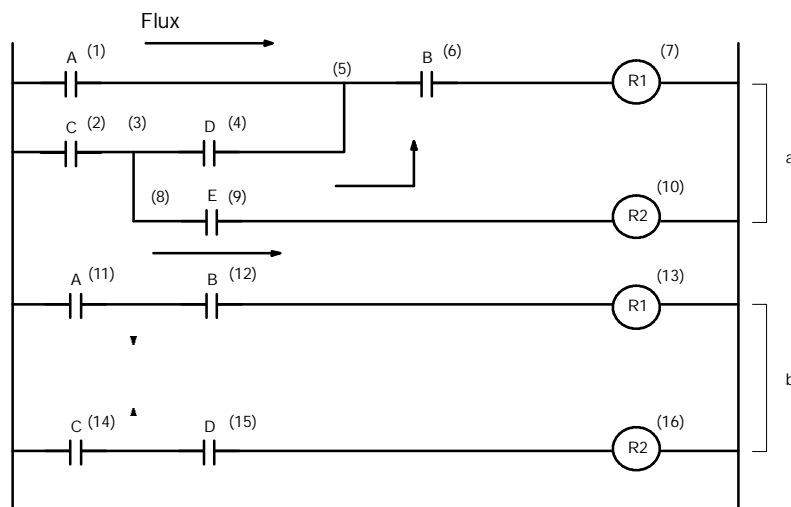 Flux
A (1) (5) B (6) (7)
R1
C (2) (3) D (4)
a
(8) E (9) (10)
R2
A (11) B (12) (13)
R1
b
C (14) D (15) (16)
R2